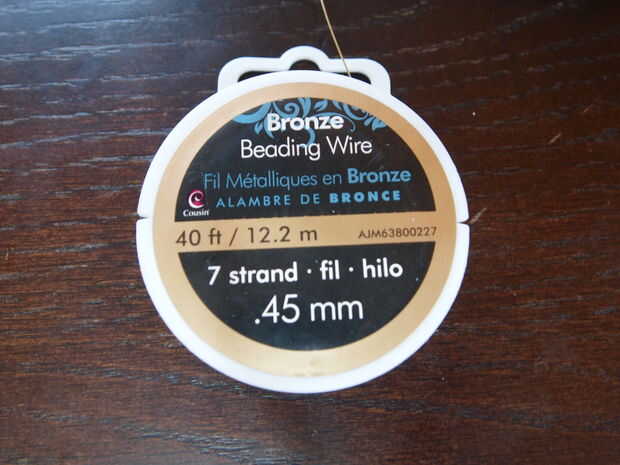 Bronze
Beading Wire
Fil Métalliques en Bronze
ALAMBRE DE BRONCE
Cousin
40 ft / 12.2 m AJM63800227
7 strand · fil · hilo
.45 mm